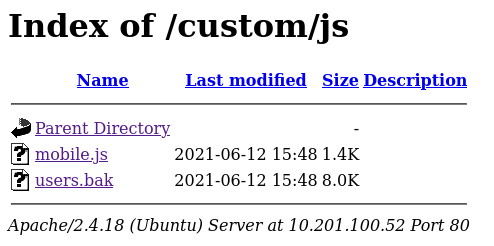 Index of /custom/js
Name Last modified Size Description
Parent Directory -
mobile.js 2021-06-12 15:48 1.4K
users.bak 2021-06-12 15:48 8.0K
Apache/2.4.18 (Ubuntu) Server at 10.201.100.52 Port 80